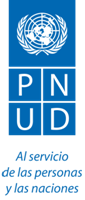 P N
U D
Al servicio
de las personas
y las naciones